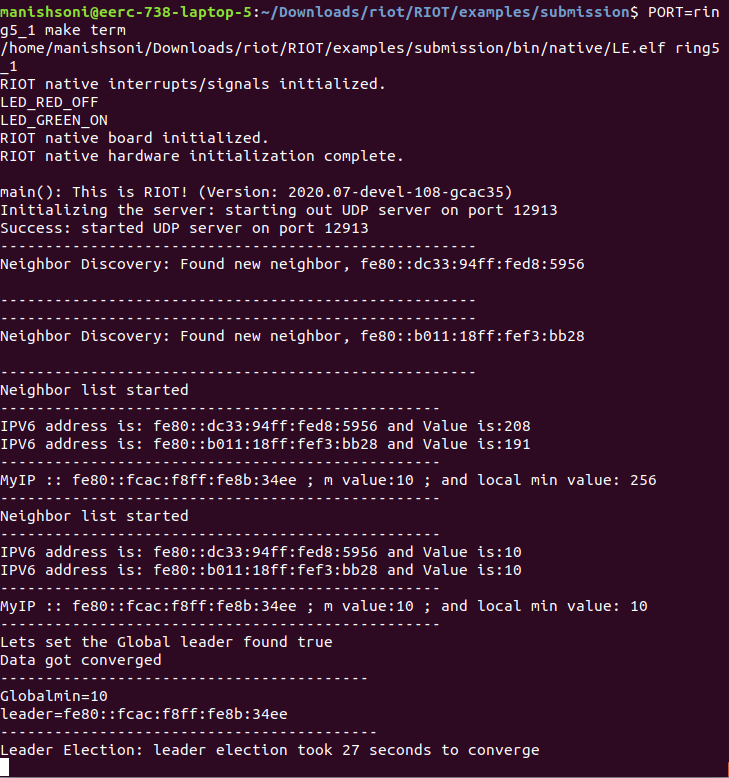 manishsoni@eerc-738-laptop-5:~/Downloads/riot/RIOT/examples/submission$ PORT=rin
g5_1 make term
/home/manishsoni/Downloads/riot/RIOT/examples/submission/bin/native/LE.elf ring5
_1
RIOT native interrupts/signals initialized.
LED_RED_OFF
LED_GREEN_ON
RIOT native board initialized.
RIOT native hardware initialization complete.

main(): This is RIOT! (Version: 2020.07-devel-108-gcac35)
Initializing the server: starting out UDP server on port 12913
Success: started UDP server on port 12913
-----------------------------------------------------
Neighbor Discovery: Found new neighbor, fe80::dc33:94ff:fed8:5956

-----------------------------------------------------
-----------------------------------------------------
Neighbor Discovery: Found new neighbor, fe80::b011:18ff:fef3:bb28

-----------------------------------------------------
Neighbor list started
-------------------------------------------------
IPV6 address is: fe80::dc33:94ff:fed8:5956 and Value is:208
IPV6 address is: fe80::b011:18ff:fef3:bb28 and Value is:191
-------------------------------------------------
MyIP :: fe80::fcac:f8ff:fe8b:34ee ; m value:10 ; and local min value: 256
-------------------------------------------------
Neighbor list started
-------------------------------------------------
IPV6 address is: fe80::dc33:94ff:fed8:5956 and Value is:10
IPV6 address is: fe80::b011:18ff:fef3:bb28 and Value is:10
-------------------------------------------------
MyIP :: fe80::fcac:f8ff:fe8b:34ee ; m value:10 ; and local min value: 10
-------------------------------------------------
Lets set the Global leader found true
Data got converged
-----------------------------------------
Globalmin=10
leader=fe80::fcac:f8ff:fe8b:34ee
------------------------------------------
Leader Election: leader election took 27 seconds to converge